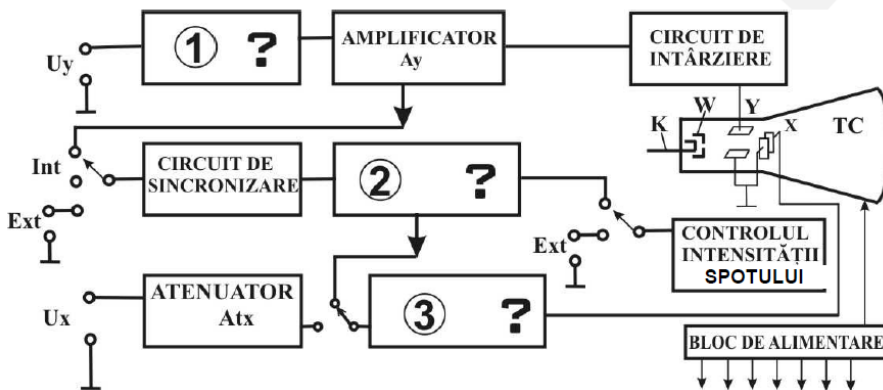 Uy
1 ?
AMPLIFICATOR
Ay
CIRCUIT DE
INTÂRZIERE
K
W
Y
X
TC
Int
Ext
CIRCUIT DE
SINCRONIZARE
2 ?
Ext
CONTROLUL
INTENSITĂȚII
SPOTULUI
Ux
ATENUATOR
Atx
3 ?
BLOC DE ALIMENTARE